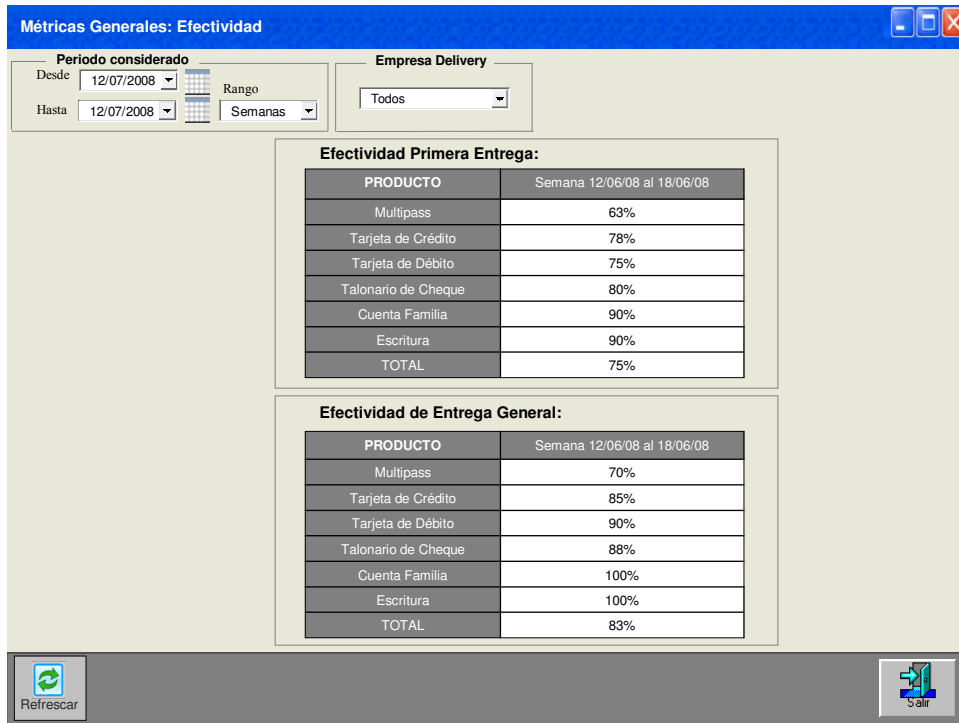 Métricas Generales: Efectividad
Periodo considerado
Desde 12/07/2008
Rango
Hasta 12/07/2008 Semanas
Empresa Delivery
Todos
Efectividad Primera Entrega:
PRODUCTO Semana 12/06/08 al 18/06/08
Multipass 63%
Tarjeta de Crédito 78%
Tarjeta de Débito 75%
Talonario de Cheque 80%
Cuenta Familia 90%
Escritura 90%
TOTAL 75%
Efectividad de Entrega General:
PRODUCTO Semana 12/06/08 al 18/06/08
Multipass 70%
Tarjeta de Crédito 85%
Tarjeta de Débito 90%
Talonario de Cheque 88%
Cuenta Familia 100%
Escritura 100%
TOTAL 83%
Refrescar
Salir